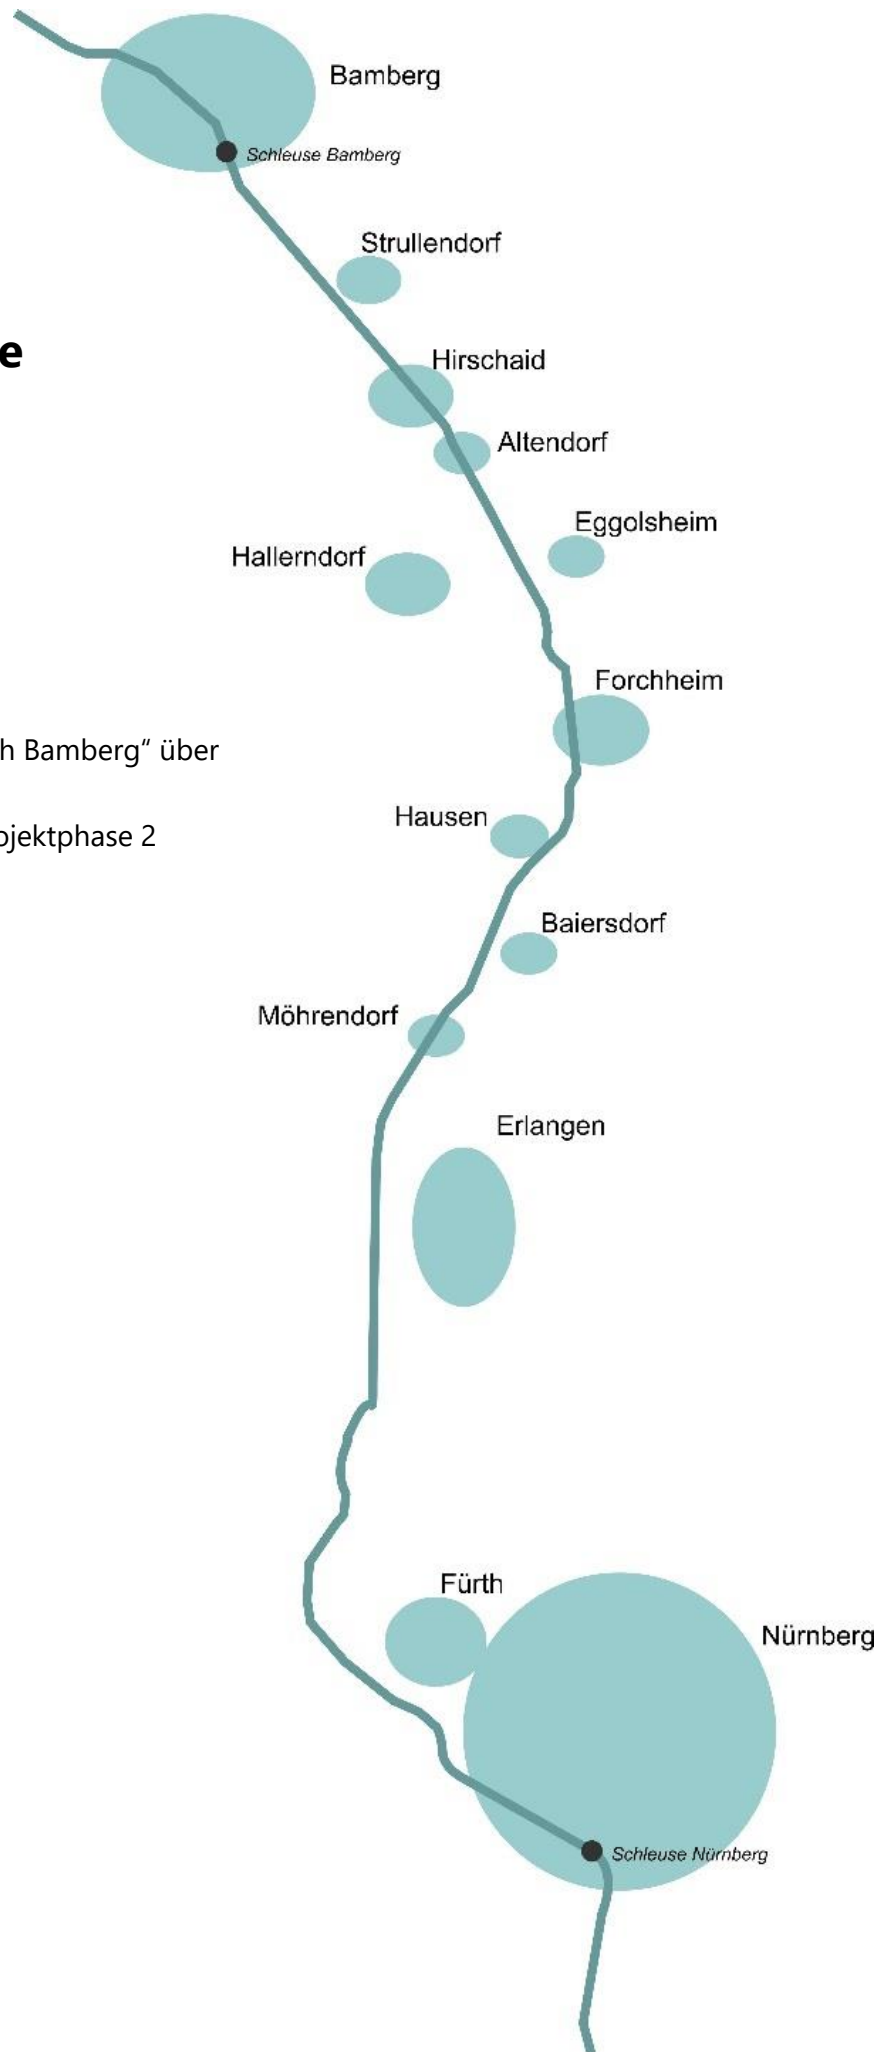 Bamberg
Schleuse Bamberg
Strullendorf
e
Hirschaid
Altendorf
Eggolsheim
Hallerndorf
Forchheim
h Bamberg“ über
Hausen
ojektphase 2
Baiersdorf
Möhrendorf
Erlangen
Fürth
Nürnberg
Schleuse Nürnberg